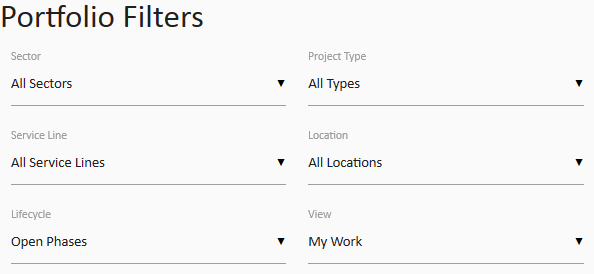 Portfolio Filters
Sector
Project Type
All Sectors
All Types
Service Line
Location
All Service Lines
All Locations
Lifecycle
View
Open Phases
My Work